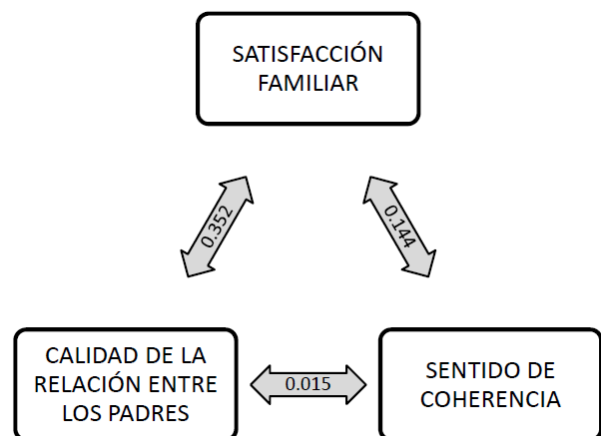 SATISFACCIÓN
FAMILIAR
0.352
0.144
CALIDAD DE LA
RELACIÓN ENTRE
LOS PADRES
0.015
SENTIDO DE
COHERENCIA